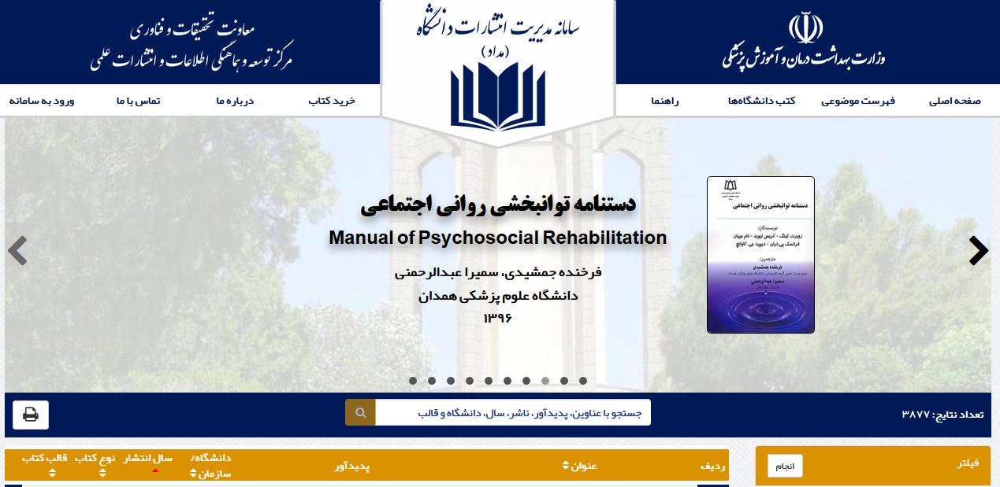 وزارت بهداشت درمان و آموزش پزشکی
سامانه مدیریت انتشارات دانشگاه
(مداد)
معاونت تحقیقات و فناوری
مرکز توسعه و هماهنگی اطلاعات و انتشارات علمی
صفحه اصلی
فهرست موضوعی
کتب دانشگاه‌ها
راهنما
خرید کتاب
درباره ما
تماس با ما
ورود به سامانه
دستنامه توانبخشی روانی اجتماعی
Manual of Psychosocial Rehabilitation
فرخنده جمشیدی، سمیرا عبدالرحمنی
دانشگاه علوم پزشکی همدان
۱۳۹۶
دستنامه توانبخشی روانی اجتماعی
نویسندگان:
روبرت کینگ - کریس لیوید - تام میهان
فرانسک پی.دیان - دیوید جی. کاوانچ
مترجمین:
فرخنده جمشیدی
سمیرا عبدالرحمنی
تعداد نتایج: ۳۸۷۷
جستجو با عناوین، پدیدآور، ناشر، سال، دانشگاه و قالب
فیلتر
انجام
ردیف
عنوان
پدیدآور
دانشگاه/
سازمان
سال انتشار
نوع کتاب
قالب کتاب